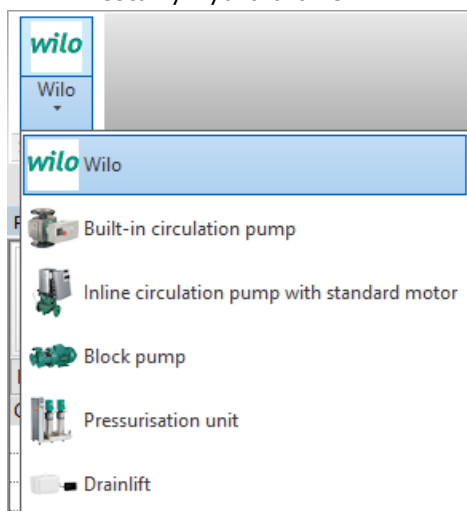 wilo
Wilo
wilo Wilo
Built-in circulation pump
Inline circulation pump with standard motor
Block pump
Pressurisation unit
Drainlift